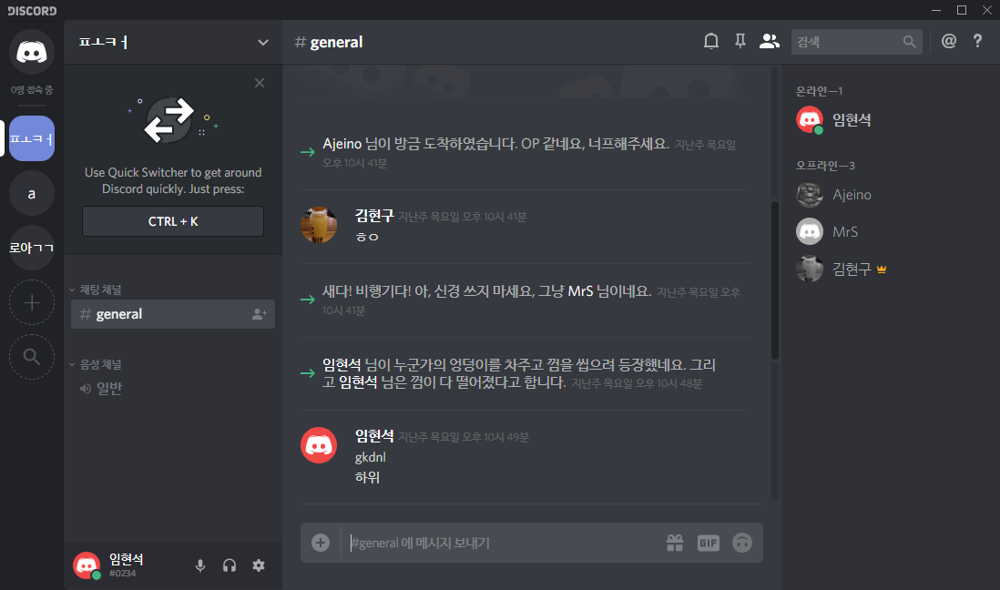 DISCORD
0명 접속 중
ㅍㅗㅋㅓ
a
로아ㄱㄱ
ㅍㅗㅋㅓ
Use Quick Switcher to get around
Discord quickly. Just press:
CTRL + K
채팅 채널
# general
음성 채널
일반
임현석
#0234
# general
검색
@ ?
Ajeino 님이 방금 도착하였습니다. OP 같네요, 너프해주세요. 지난주 목요일
오후 10시 41분
김현구 지난주 목요일 오후 10시 41분
ㅎㅇ
새다! 비행기다! 아, 신경 쓰지 마세요, 그냥 MrS 님이네요. 지난주 목요일 오후
10시 41분
임현석 님이 누군가의 엉덩이를 차주고 껌을 씹으려 등장했네요. 그리
고 임현석 님은 껌이 다 떨어졌다고 합니다. 지난주 목요일 오후 10시 48분
임현석 지난주 목요일 오후 10시 49분
gkdnl
하위
#general 에 메시지 보내기
GIF
온라인—1
임현석
오프라인—3
Ajeino
MrS
김현구